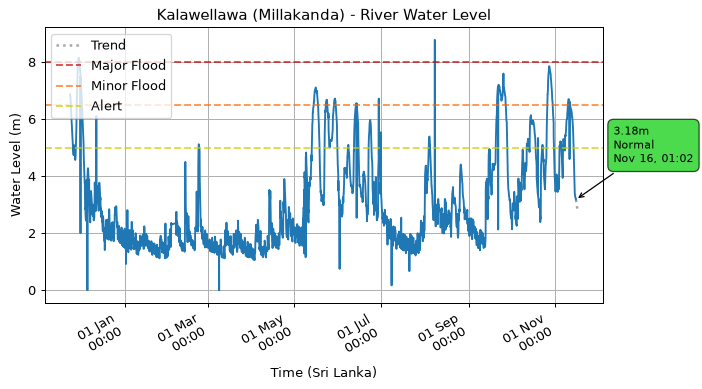 Kalawellawa (Millakanda) - River Water Level
Trend
Major Flood
Minor Flood
Alert
Water Level (m)
8
6
4
2
0
3.18m
Normal
Nov 16, 01:02
01 Jan
00:00
01 Mar
00:00
01 May
00:00
01 Jul
00:00
01 Sep
00:00
01 Nov
00:00
Time (Sri Lanka)